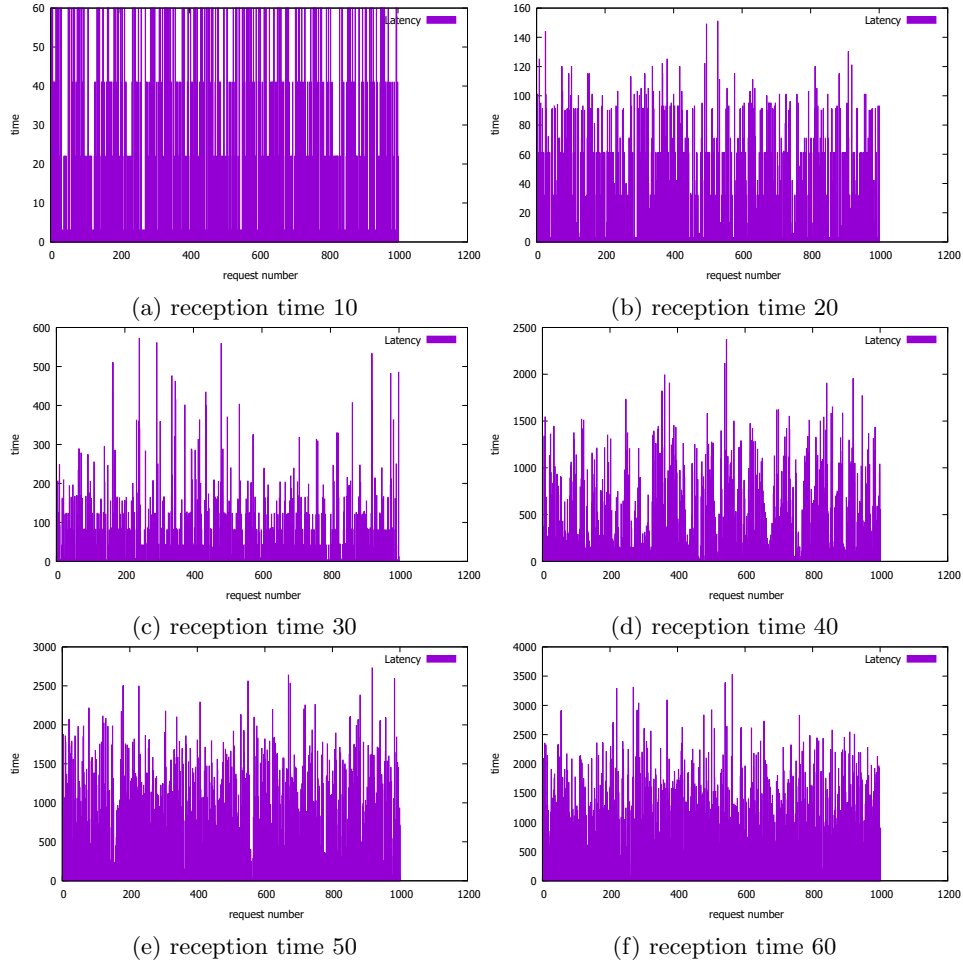 60
50
40
30
20
10
0
time
Latency
0 200 400 600 800 1000 1200
request number
(a) reception time 10
160
140
120
100
80
60
40
20
0
time
Latency
0 200 400 600 800 1000 1200
request number
(b) reception time 20
600
500
400
300
200
100
0
time
Latency
0 200 400 600 800 1000 1200
request number
(c) reception time 30
2500
2000
1500
1000
500
0
time
Latency
0 200 400 600 800 1000 1200
request number
(d) reception time 40
3000
2500
2000
1500
1000
500
0
time
Latency
0 200 400 600 800 1000 1200
request number
(e) reception time 50
4000
3500
3000
2500
2000
1500
1000
500
0
time
Latency
0 200 400 600 800 1000 1200
request number
(f) reception time 60